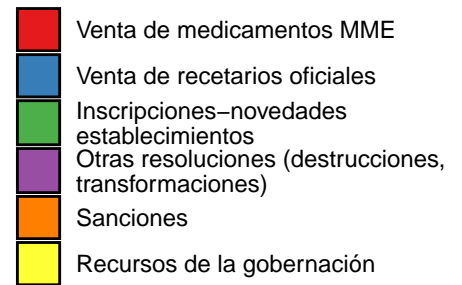 Venta de medicamentos MME
Venta de recetarios oficiales
Inscripciones−novedades
establecimientos
Otras resoluciones (destrucciones,
transformaciones)
Sanciones
Recursos de la gobernación